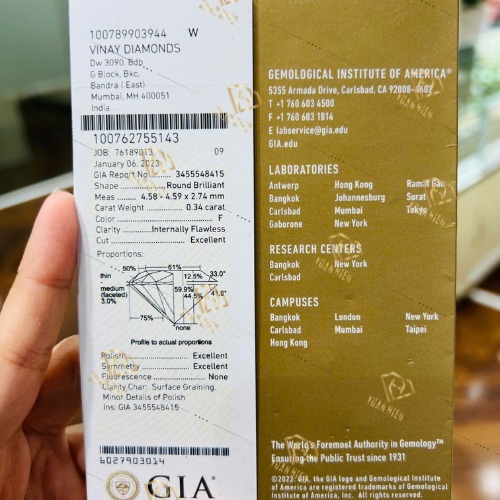 100789903944 W
VINAY DIAMONDS
Dw 3090, Bdb,
G Block, Bkc,
Bandra ( East)
Mumbai, MH 400051
India
100762755143
JOB: 76189013 09
January 06, 2023
GIA Report No. 3455548415
Shape Round Brilliant
Meas 4.58 - 4.59 x 2.74 mm
Carat Weight 0.34 carat
Color F
Clarity Internally Flawless
Cut Excellent
Proportions:
50% 61%
thin 12.5% 33.0°
-
medium 59.9%
(faceted) 44.5% 41.6°
3.0%
75%
none
Profile to actual proportions
Polish Excellent
Symmetry Excellent
Fluorescence None
Clarity Char: Surface Graining,
Minor Details of Polish
Ins: GIA 3455548415
6027903014
GIA
GEMOLOGICAL INSTITUTE OF AMERICA®
5355 Armada Drive, Carlsbad, CA 92008-4602
T +1 760 603 4500
F +1 760 603 1814
E labservice@gia.edu
GIA.edu
LABORATORIES
Antwerp Hong Kong Ramat Gan
Bangkok Johannesburg Surat
Carlsbad Mumbai Tokyo
Gaborone New York
RESEARCH CENTERS
Bangkok New York
Carlsbad
CAMPUSES
Bangkok London New York
Carlsbad Mumbai Taipei
Hong Kong
The World's Foremost Authority in Gemology™
Ensuring the Public Trust since 1931
©2022 GIA, the GIA logo and Gemological Institute
of America are registered trademarks of Gemological
Institute of America, Inc. All rights reserved.